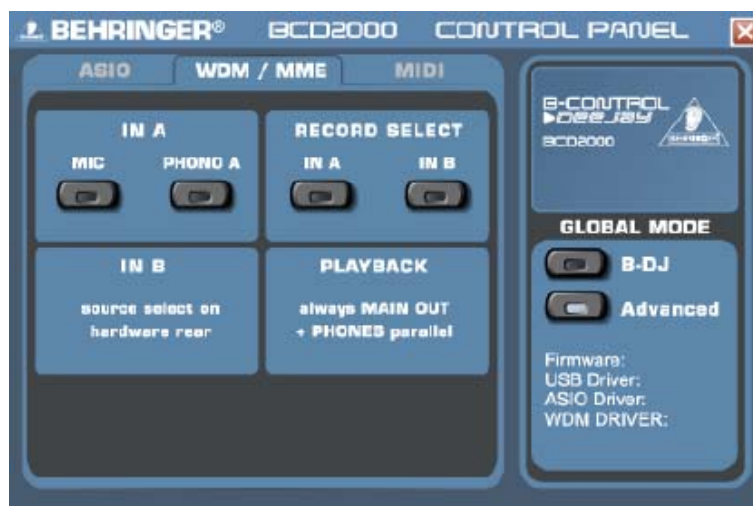 BEHRINGER® BCD2000 CONTROL PANEL
ASIO WDM / MME MIDI
IN A
MIC PHONO A
RECORD SELECT
IN A IN B
IN B
source select on
hardware rear
PLAYBACK
always MAIN OUT
+ PHONES parallel
B-CONTROL
DEEJAY
BCD2000
BEHRINGER
GLOBAL MODE
B-DJ
Advanced
Firmware:
USB Driver:
ASIO Driver:
WDM DRIVER: